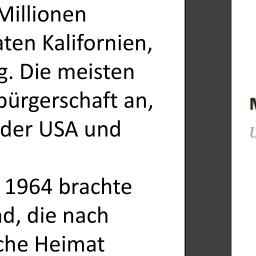 Millionen
aten Kalifornien,
g. Die meisten
bürgerschaft an,
der USA und
1964 brachte
nd, die nach
che Heimat